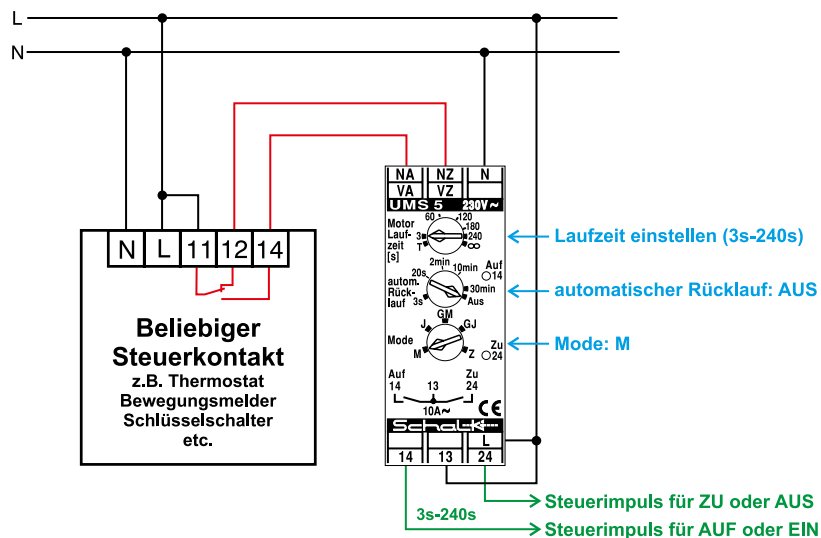 L
N
NA NZ N
VA VZ
UMS 5 230V~
Motor
Lauf-
zeit
[s]
60 120
180
3 240
T ∞
Laufzeit einstellen (3s-240s)
N L 11 12 14
autom.
Rück-
lauf
2min
20s 10min
30min
3s Aus
Auf
14
automatischer Rücklauf: AUS
Beliebiger
Steuerkontakt
z.B. Thermostat
Bewegungsmelder
Schlüsselschalter
etc.
Mode
GM
J GJ
M Z
Zu
24
Mode: M
Auf Zu
14 13 24
10A~
CE
Schalk
L
14 13 24
3s-240s
Steuerimpuls für ZU oder AUS
Steuerimpuls für AUF oder EIN